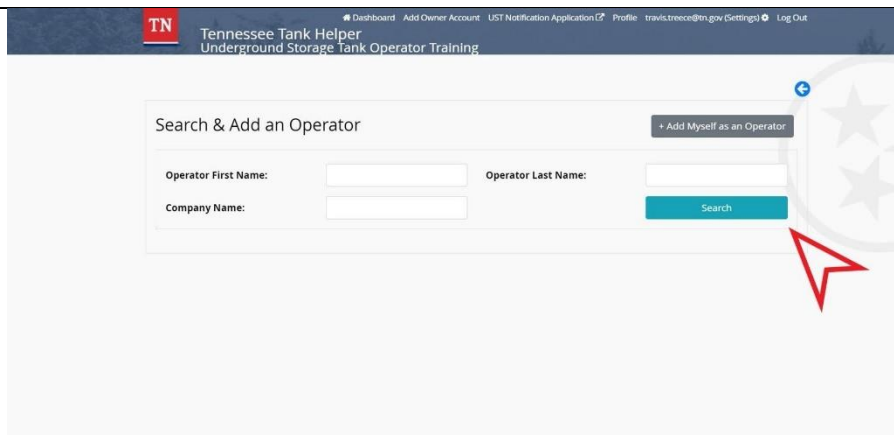 TN
Dashboard Add Owner Account UST Notification Application Profile travis.treece@tn.gov (Settings) Log Out
Tennessee Tank Helper
Underground Storage Tank Operator Training
Search & Add an Operator
+ Add Myself as an Operator
Operator First Name:
Operator Last Name:
Company Name:
Search